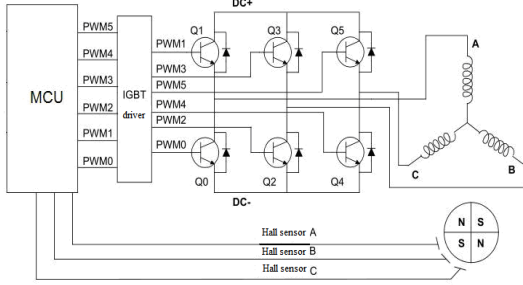 DC+
Q1
Q3
Q5
PWM5
PWM4
PWM3
PWM2
PWM1
PWM0
MCU
IGBT
driver
PWM1
PWM3
PWM5
PWM4
PWM2
PWM0
Q0
Q2
Q4
DC-
A
C
B
Hall sensor A
Hall sensor B
Hall sensor C
N S
S N